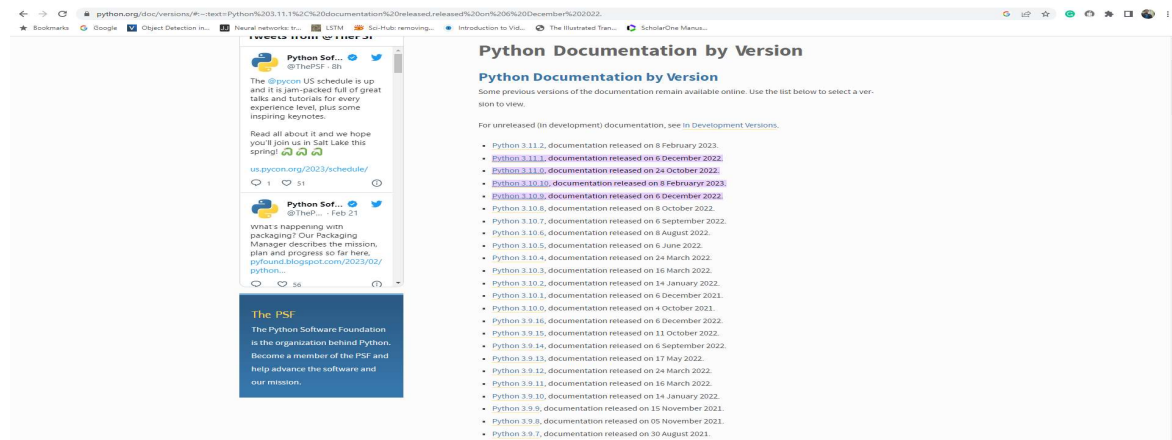 python.org/doc/versions/#:~:text=Python%203.11.1%2C%20documentation%20released,released%20on%206%20December%202022.
Bookmarks Google Object Detection in... Neural networks: tr... LSTM Sci-Hub: removing... Introduction to Vid... The Illustrated Tran... ScholarOne Manus...
Tweets from @ThePSF
Python Sof...
@ThePSF · 8h
The @pycon US schedule is up
and it is jam-packed full of great
talks and tutorials for every
experience level, plus some
inspiring keynotes.
Read all about it and we hope
you'll join us in Salt Lake this
spring!
us.pycon.org/2023/schedule/
1 51
Python Sof...
@TheP... · Feb 21
What's happening with
packaging? Our Packaging
Manager describes the mission,
plan and progress so far here,
pyfound.blogspot.com/2023/02/
python...
56
The PSF
The Python Software Foundation
is the organization behind Python.
Become a member of the PSF and
help advance the software and
our mission.
Python Documentation by Version
Python Documentation by Version
Some previous versions of the documentation remain available online. Use the list below to select a ver-
sion to view.
For unreleased (in development) documentation, see In Development Versions.
Python 3.11.2, documentation released on 8 February 2023.
Python 3.11.1, documentation released on 6 December 2022.
Python 3.11.0, documentation released on 24 October 2022.
Python 3.10.10, documentation released on 8 Februaryr 2023.
Python 3.10.9, documentation released on 6 December 2022.
Python 3.10.8, documentation released on 8 October 2022.
Python 3.10.7, documentation released on 6 September 2022.
Python 3.10.6, documentation released on 8 August 2022.
Python 3.10.5, documentation released on 6 June 2022.
Python 3.10.4, documentation released on 24 March 2022.
Python 3.10.3, documentation released on 16 March 2022.
Python 3.10.2, documentation released on 14 January 2022.
Python 3.10.1, documentation released on 6 December 2021.
Python 3.10.0, documentation released on 4 October 2021.
Python 3.9.16, documentation released on 6 December 2022.
Python 3.9.15, documentation released on 11 October 2022.
Python 3.9.14, documentation released on 6 September 2022.
Python 3.9.13, documentation released on 17 May 2022.
Python 3.9.12, documentation released on 24 March 2022.
Python 3.9.11, documentation released on 16 March 2022.
Python 3.9.10, documentation released on 14 January 2022.
Python 3.9.9, documentation released on 15 November 2021.
Python 3.9.8, documentation released on 05 November 2021.
Python 3.9.7, documentation released on 30 August 2021.